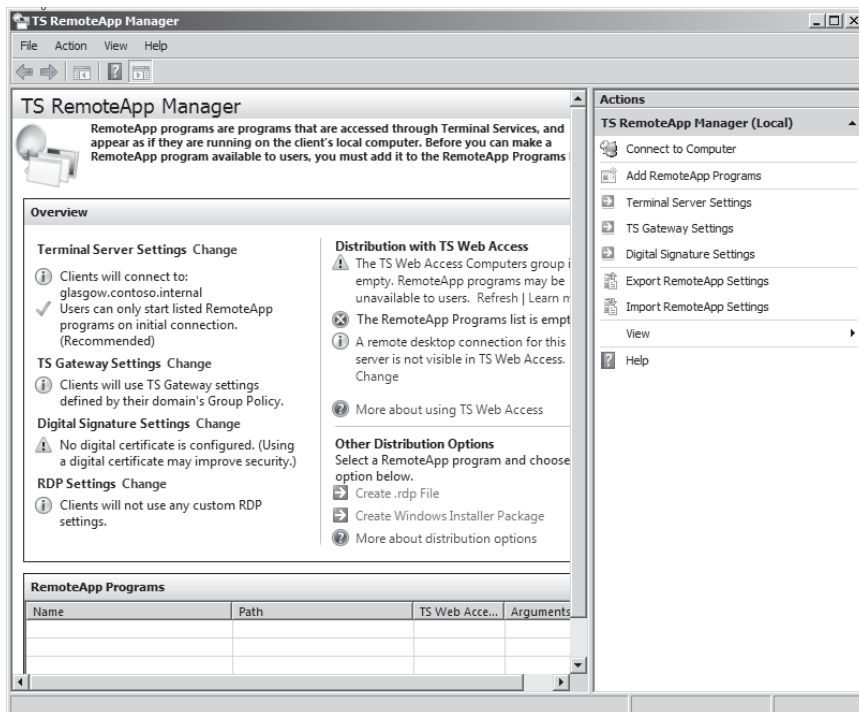 TS RemoteApp Manager
File Action View Help
TS RemoteApp Manager
RemoteApp programs are programs that are accessed through Terminal Services, and
appear as if they are running on the client's local computer. Before you can make a
RemoteApp program available to users, you must add it to the RemoteApp Programs
Overview
Terminal Server Settings Change
Clients will connect to:
glasgow.contoso.internal
Users can only start listed RemoteApp
programs on initial connection.
(Recommended)
TS Gateway Settings Change
Clients will use TS Gateway settings
defined by their domain's Group Policy.
Digital Signature Settings Change
No digital certificate is configured. (Using
a digital certificate may improve security.)
RDP Settings Change
Clients will not use any custom RDP
settings.
Distribution with TS Web Access
The TS Web Access Computers group
empty. RemoteApp programs may be
unavailable to users. Refresh | Learn
The RemoteApp Programs list is empt
A remote desktop connection for this
server is not visible in TS Web Access.
Change
More about using TS Web Access
Other Distribution Options
Select a RemoteApp program and choose
option below.
Create .rdp File
Create Windows Installer Package
More about distribution options
RemoteApp Programs
Name Path TS Web Acce... Arguments
Actions
TS RemoteApp Manager (Local)
Connect to Computer
Add RemoteApp Programs
Terminal Server Settings
TS Gateway Settings
Digital Signature Settings
Export RemoteApp Settings
Import RemoteApp Settings
View
Help